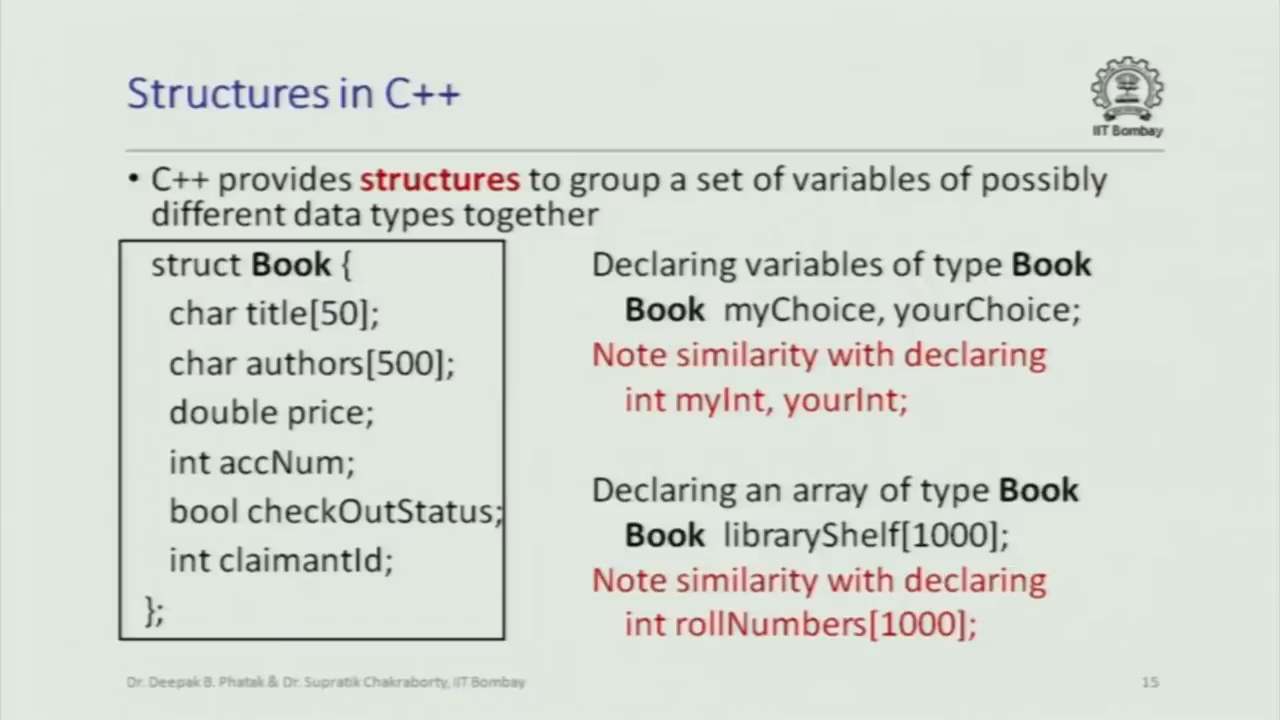 Structures in C++
IIT Bombay
• C++ provides structures to group a set of variables of possibly
different data types together
struct Book {
char title[50];
char authors[500];
double price;
int accNum;
bool checkOutStatus;
int claimantId;
};
Declaring variables of type Book
Book myChoice, yourChoice;
Note similarity with declaring
int myInt, yourInt;
Declaring an array of type Book
Book libraryShelf[1000];
Note similarity with declaring
int rollNumbers[1000];
Dr. Deepak B. Phatak & Dr. Supratik Chakraborty, IIT Bombay
15